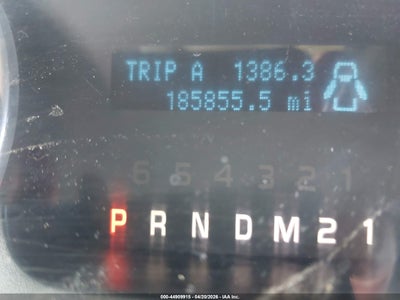 TRIP A 1386.3
185855.5 mi
6 5 4 3 2 1
P R N D M 2 1
000-44909915 - 04/20/2026 - IAA Inc.